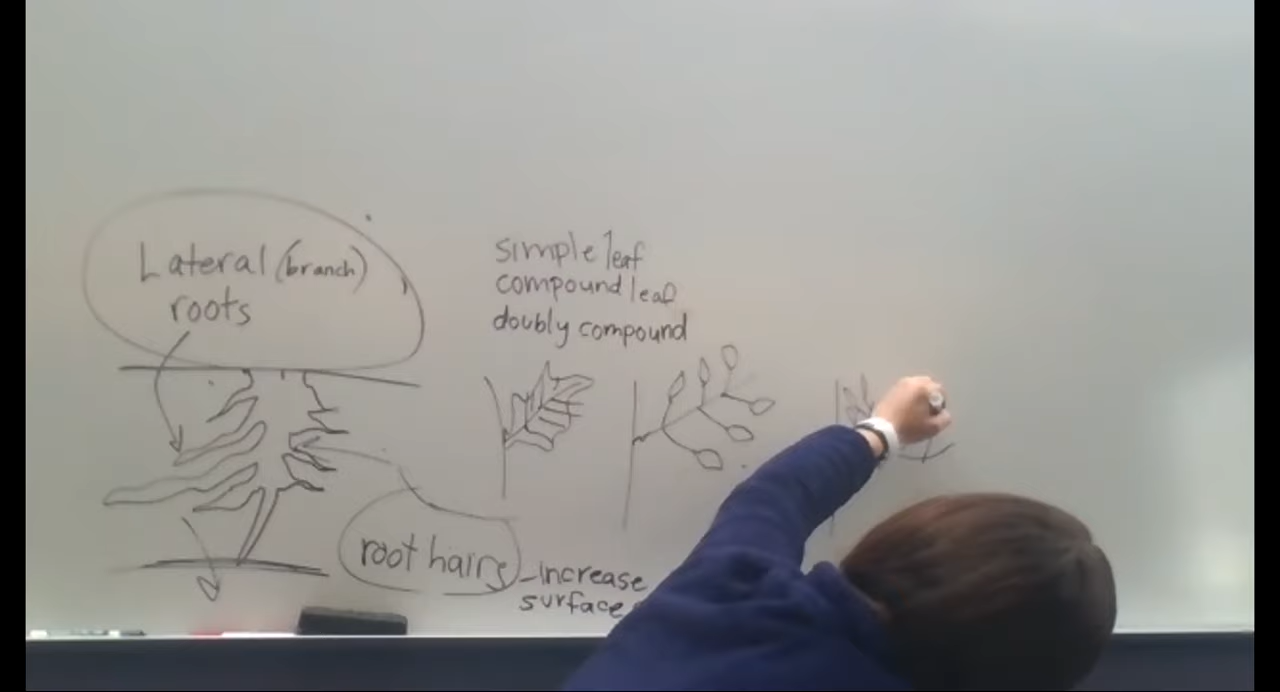 Lateral (branch)
roots
simple leaf
compound leaf
doubly compound
root hairs
-increase
surface